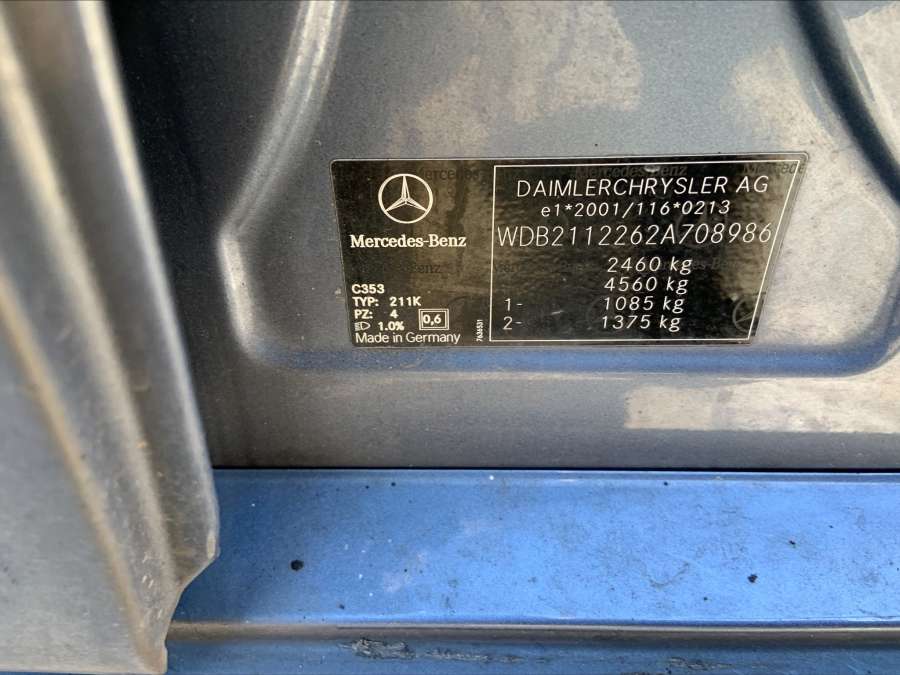 Mercedes-Benz
C353
TYP: 211K
PZ: 4
1.0%
0,6
Made in Germany
7636531
DAIMLERCHRYSLER AG
e1*2001/116*0213
WDB2112262A708986
2460 kg
4560 kg
1- 1085 kg
2- 1375 kg